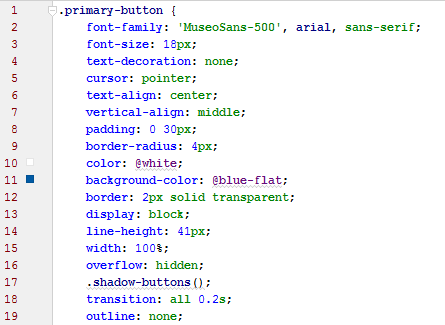 1 .primary-button {
2 font-family: 'MuseoSans-500', arial, sans-serif;
3 font-size: 18px;
4 text-decoration: none;
5 cursor: pointer;
6 text-align: center;
7 vertical-align: middle;
8 padding: 0 30px;
9 border-radius: 4px;
10 color: @white;
11 background-color: @blue-flat;
12 border: 2px solid transparent;
13 display: block;
14 line-height: 41px;
15 width: 100%;
16 overflow: hidden;
17 .shadow-buttons();
18 transition: all 0.2s;
19 outline: none;